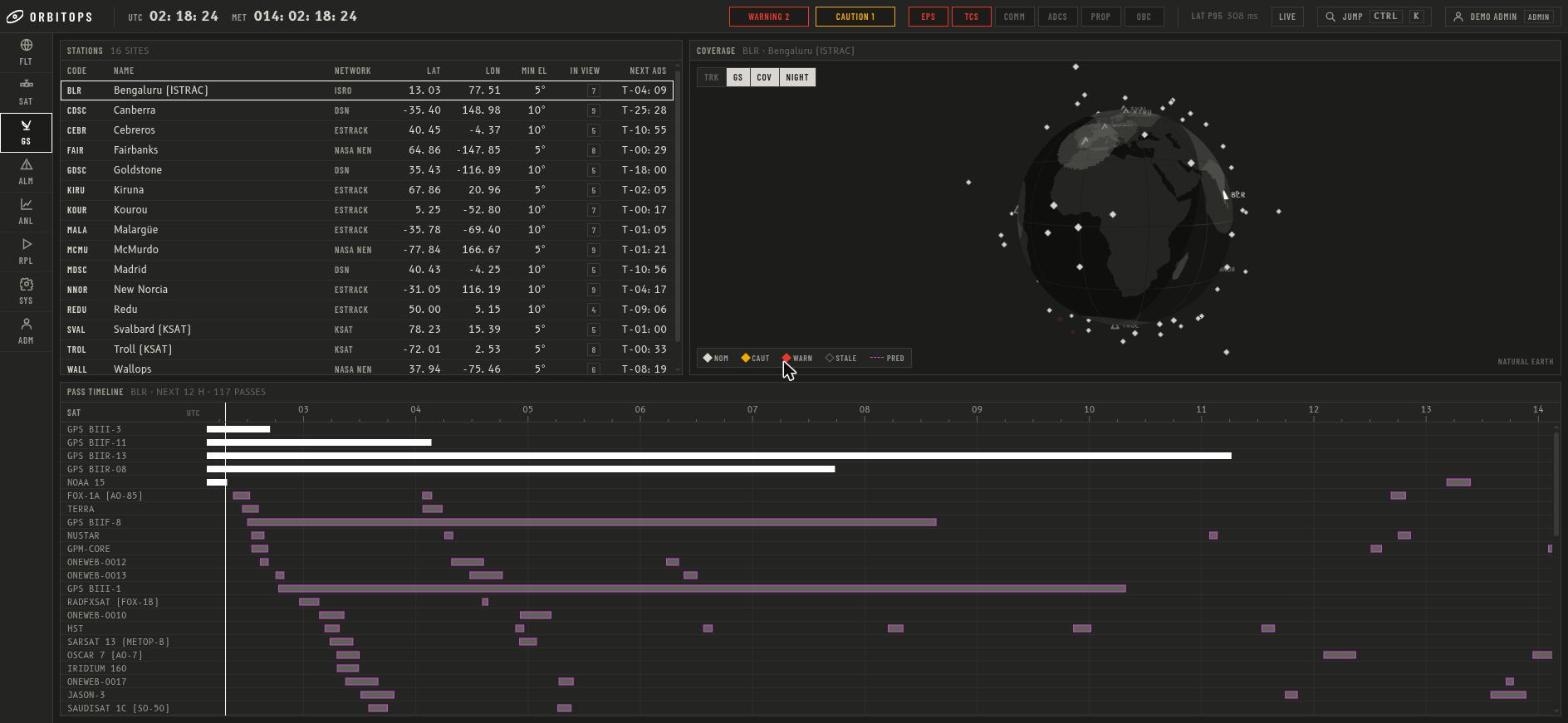 ORBITOPS UTC 02:18:24 MET 014:02:18:24 WARNING 2 CAUTION 1 EPS TCS COMM ADCS PROP OBC LAT P95 308 ms LIVE JUMP CTRL K DEMO ADMIN ADMIN
FLT
SAT
GS
ALM
ANL
RPL
SYS
ADM
STATIONS 16 SITES
CODE NAME NETWORK LAT LON MIN EL IN VIEW NEXT AOS
BLR Bengaluru [ISTRAC] ISRO 13.03 77.51 5° 7 T-04:09
CDSC Canberra DSN -35.40 148.98 10° 9 T-25:28
CEBR Cebreros ESTRACK 40.45 -4.37 10° 5 T-10:55
FAIR Fairbanks NASA NEN 64.86 -147.85 5° 8 T-00:29
GDSC Goldstone DSN 35.43 -116.89 10° 5 T-18:00
KIRU Kiruna ESTRACK 67.86 20.96 5° 5 T-02:05
KOUR Kourou ESTRACK 5.25 -52.80 10° 7 T-00:17
MALA Malargüe ESTRACK -35.78 -69.40 10° 7 T-01:05
MCMU McMurdo NASA NEN -77.84 166.67 5° 9 T-01:21
MDSC Madrid DSN 40.43 -4.25 10° 5 T-10:56
NNOR New Norcia ESTRACK -31.05 116.19 10° 9 T-04:17
REDU Redu ESTRACK 50.00 5.15 10° 4 T-09:06
SVAL Svalbard [KSAT] KSAT 78.23 15.39 5° 5 T-01:00
TROL Troll [KSAT] KSAT -72.01 2.53 5° 8 T-00:33
WALL Wallops NASA NEN 37.94 -75.46 5° 6 T-08:19
COVERAGE BLR · Bengaluru [ISTRAC]
TRK GS COV NIGHT
BLR
NOM CAUT WARN STALE PRED
NATURAL EARTH
PASS TIMELINE BLR · NEXT 12 H · 117 PASSES
SAT UTC 03 04 05 06 07 08 09 10 11 12 13 14
GPS BIII-3
GPS BIIF-11
GPS BIIR-13
GPS BIIR-08
NOAA 15
FOX-1A [AO-85]
TERRA
GPS BIIF-8
NUSTAR
GPM-CORE
ONEWEB-0012
ONEWEB-0013
GPS BIII-1
RADFXSAT [FOX-1B]
ONEWEB-0010
HST
SARSAT 13 [METOP-B]
OSCAR 7 [AO-7]
IRIDIUM 160
ONEWEB-0017
JASON-3
SAUDISAT 1C [SO-50]